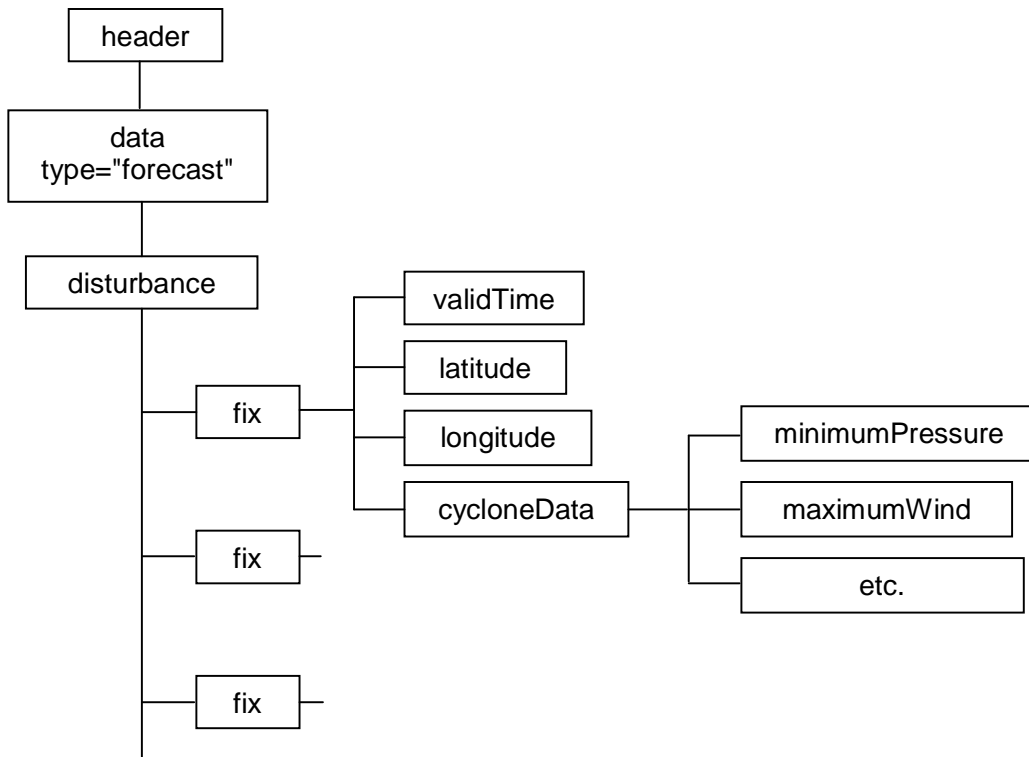 header
data
type="forecast"
disturbance
validTime
latitude
fix
longitude
minimumPressure
cycloneData
maximumWind
fix
etc.
fix